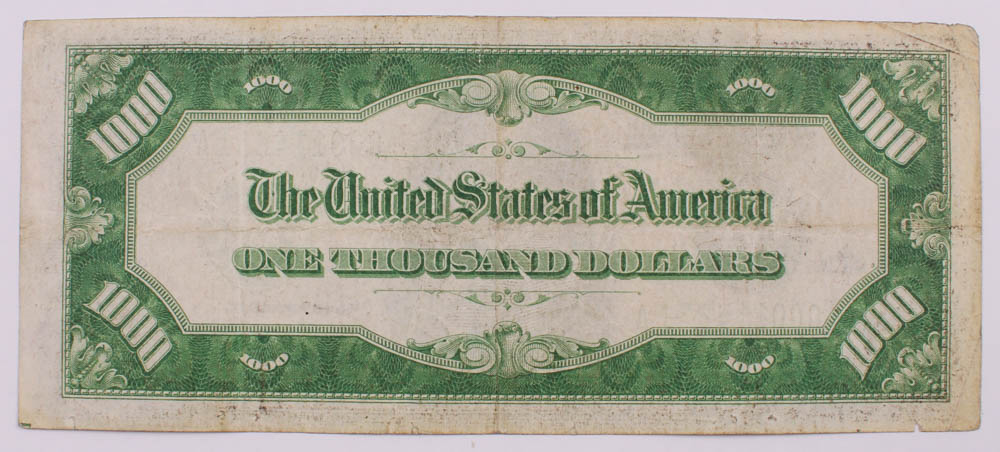 1000 1000 1000 1000
The United States of America
ONE THOUSAND DOLLARS
1000 1000 1000 1000